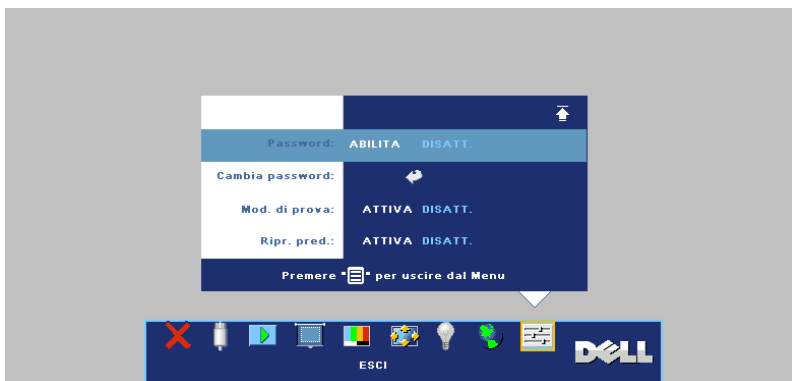 Password: ABILITA DISATT.
Cambia password:
Mod. di prova: ATTIVA DISATT.
Ripr. pred.: ATTIVA DISATT.
Premere "" per uscire dal Menu
ESCI
DELL